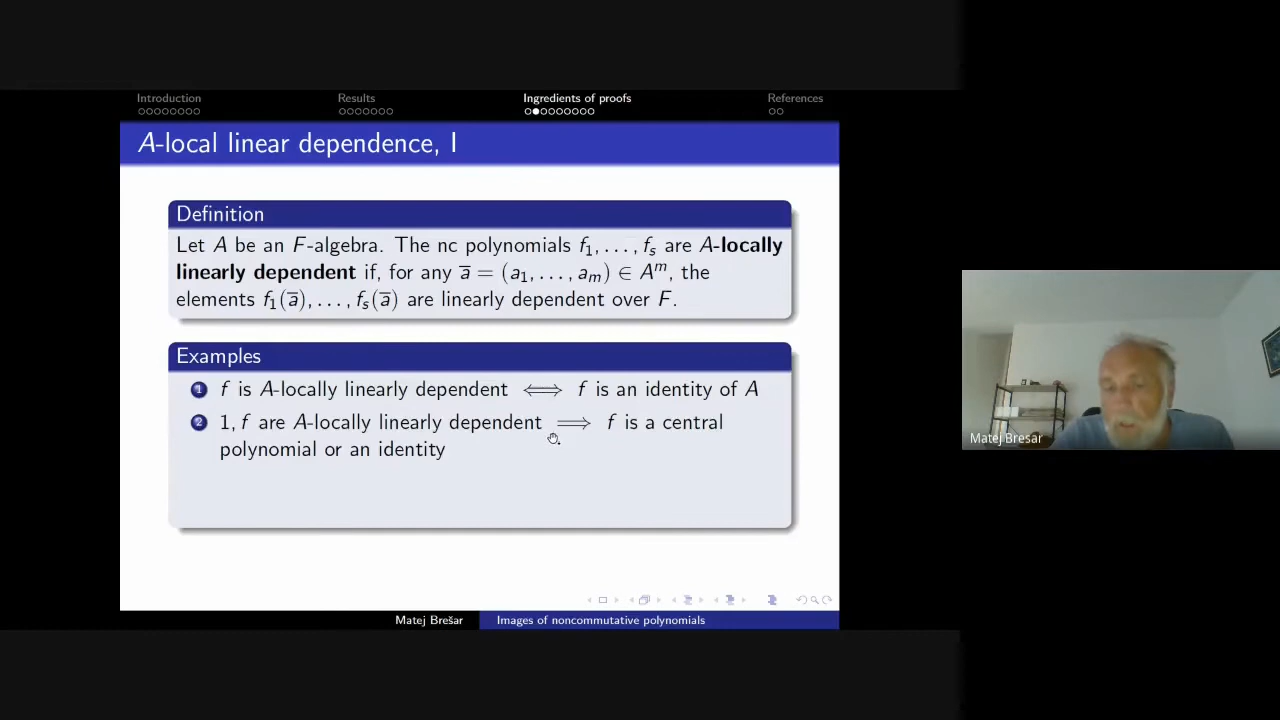 Introduction Results Ingredients of proofs References
A-local linear dependence, I
Definition
Let A be an F-algebra. The nc polynomials f₁, . . . , fₛ are A-locally
linearly dependent if, for any a̅ = (a₁, . . . , aₘ) ∈ Aᵐ, the
elements f₁(a̅), . . . , fₛ(a̅) are linearly dependent over F.
Examples
1 f is A-locally linearly dependent ⟺ f is an identity of A
2 1, f are A-locally linearly dependent ⟹ f is a central
polynomial or an identity
Matej Bresar
Matej Brešar Images of noncommutative polynomials